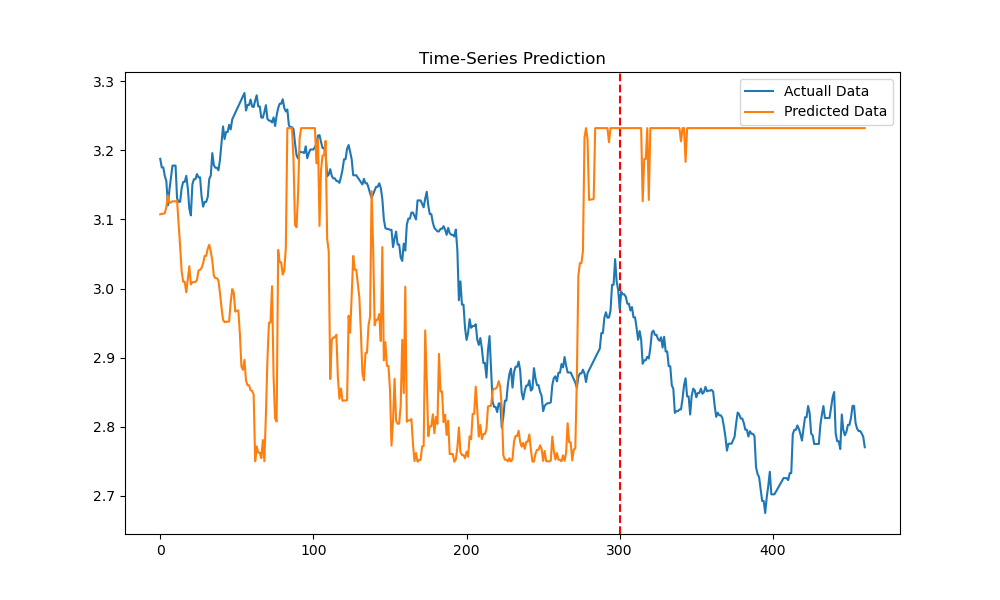 Time-Series Prediction
Actuall Data
Predicted Data
3.3
3.2
3.1
3.0
2.9
2.8
2.7
0 100 200 300 400